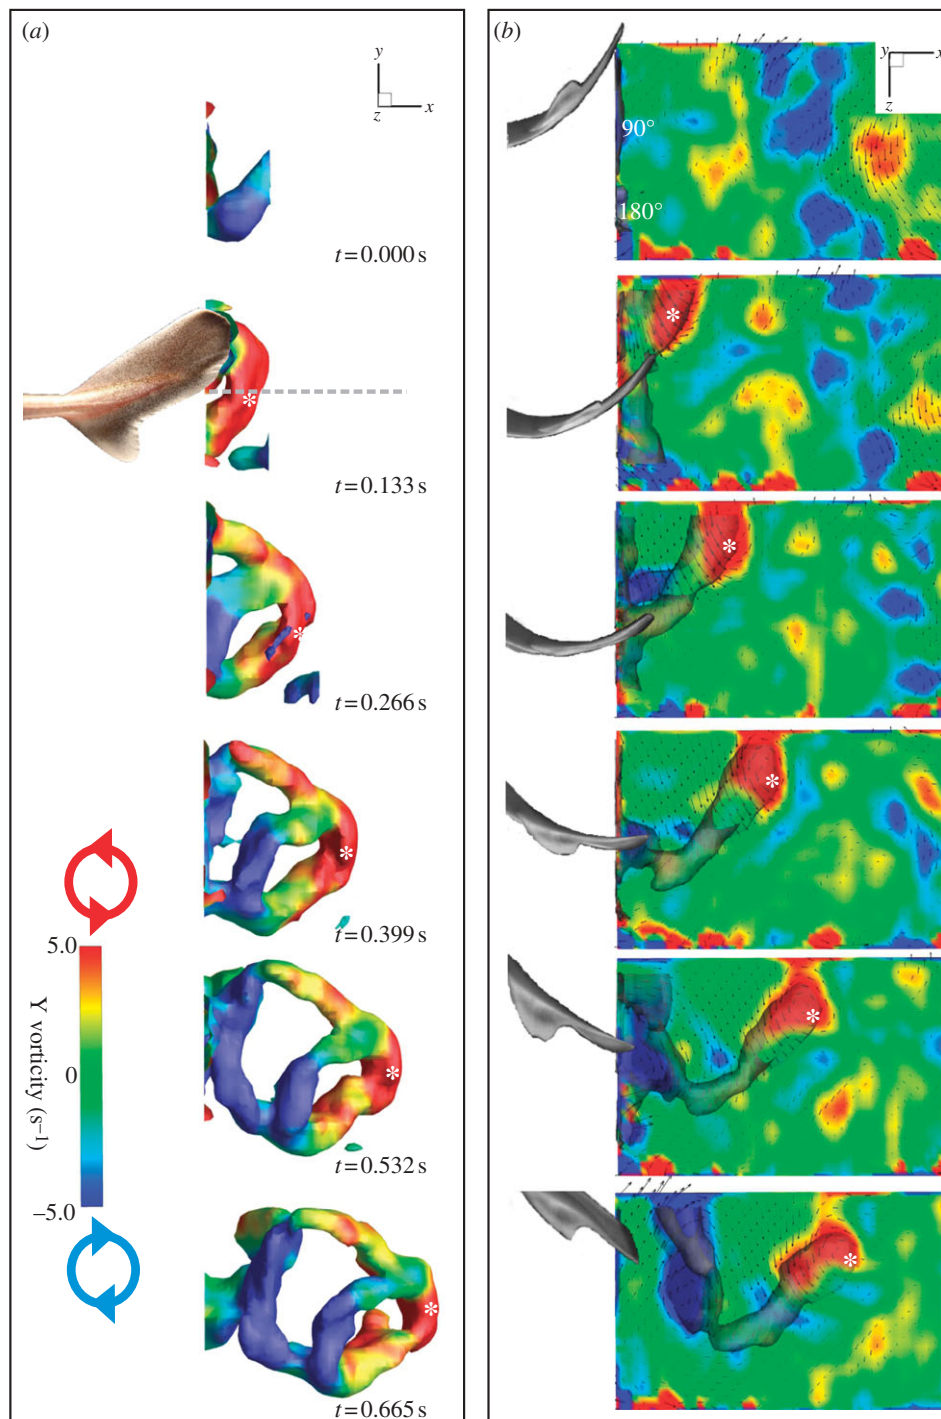 (a)
y
z x
t=0.000 s
*
t=0.133 s
*
t=0.266 s
*
t=0.399 s
5.0
0
–5.0
Y vorticity (s⁻¹)
*
t=0.532 s
*
t=0.665 s
(b)
y x
z
90°
180°
*
*
*
*
*